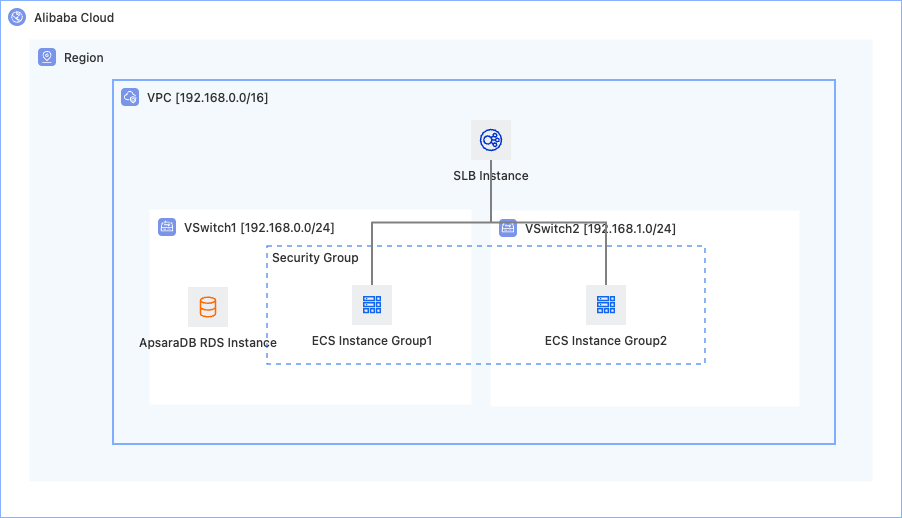 Alibaba Cloud
Region
VPC [192.168.0.0/16]
SLB Instance
VSwitch1 [192.168.0.0/24]
VSwitch2 [192.168.1.0/24]
Security Group
ApsaraDB RDS Instance
ECS Instance Group1
ECS Instance Group2